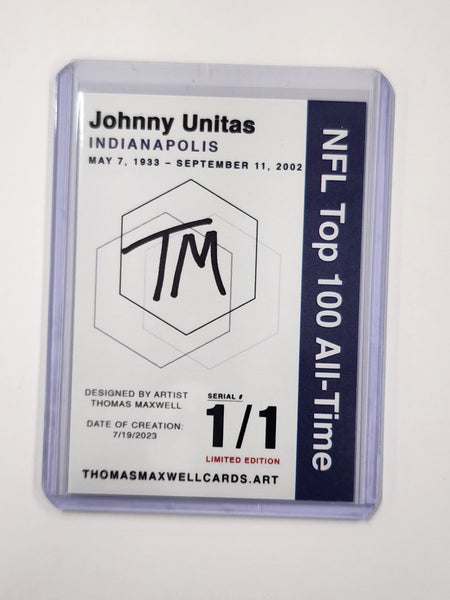 Johnny Unitas
INDIANAPOLIS
MAY 7, 1933 – SEPTEMBER 11, 2002
TM
DESIGNED BY ARTIST
THOMAS MAXWELL
DATE OF CREATION:
7/19/2023
SERIAL #
1/1
LIMITED EDITION
THOMASMAXWELLCARDS.ART
NFL Top 100 All-Time